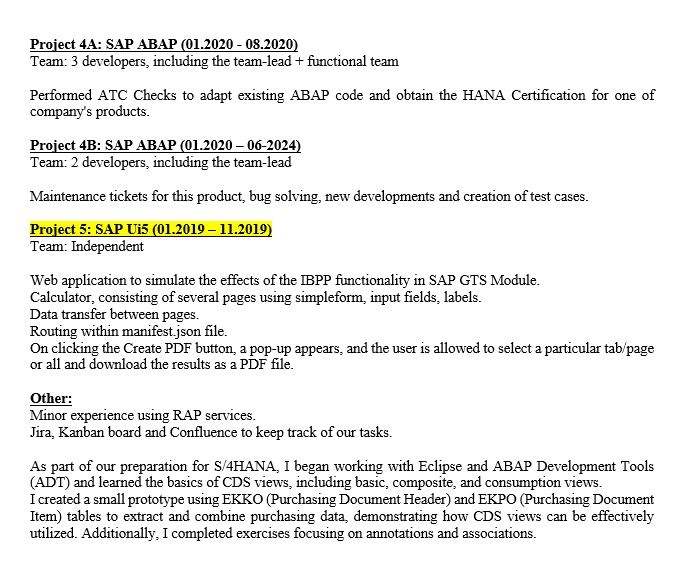 Project 4A: SAP ABAP (01.2020 - 08.2020)
Team: 3 developers, including the team-lead + functional team
Performed ATC Checks to adapt existing ABAP code and obtain the HANA Certification for one of
company's products.
Project 4B: SAP ABAP (01.2020 – 06-2024)
Team: 2 developers, including the team-lead
Maintenance tickets for this product, bug solving, new developments and creation of test cases.
Project 5: SAP Ui5 (01.2019 – 11.2019)
Team: Independent
Web application to simulate the effects of the IBPP functionality in SAP GTS Module.
Calculator, consisting of several pages using simpleform, input fields, labels.
Data transfer between pages.
Routing within manifest.json file.
On clicking the Create PDF button, a pop-up appears, and the user is allowed to select a particular tab/page
or all and download the results as a PDF file.
Other:
Minor experience using RAP services.
Jira, Kanban board and Confluence to keep track of our tasks.
As part of our preparation for S/4HANA, I began working with Eclipse and ABAP Development Tools
(ADT) and learned the basics of CDS views, including basic, composite, and consumption views.
I created a small prototype using EKKO (Purchasing Document Header) and EKPO (Purchasing Document
Item) tables to extract and combine purchasing data, demonstrating how CDS views can be effectively
utilized. Additionally, I completed exercises focusing on annotations and associations.